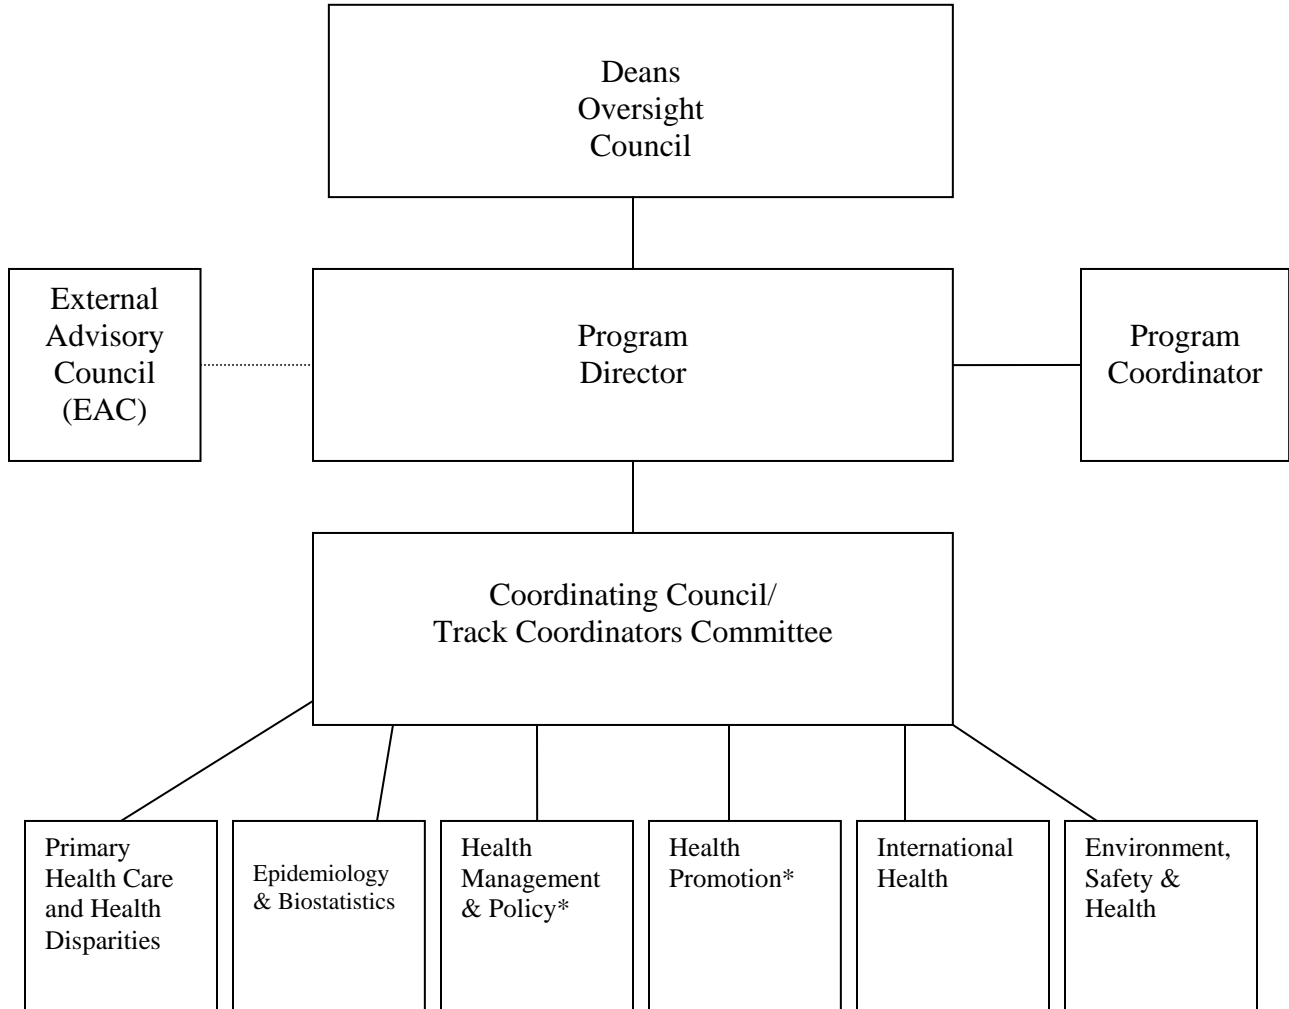 Deans
Oversight
Council
External
Advisory
Council
(EAC)
Program
Director
Program
Coordinator
Coordinating Council/
Track Coordinators Committee
Primary
Health Care
and Health
Disparities
Epidemiology
& Biostatistics
Health
Management
& Policy*
Health
Promotion*
International
Health
Environment,
Safety &
Health